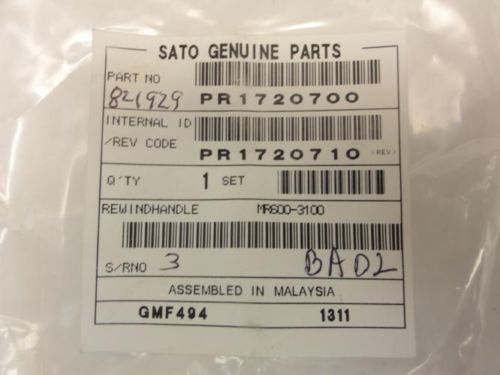 SATO GENUINE PARTS
PART NO
821929 PR1720700
INTERNAL ID
/REV CODE PR1720710 (REV)
Q'TY 1 SET
REWINDHANDLE MR600-3100
S/RNO 3 BAD2
ASSEMBLED IN MALAYSIA
GMF494 1311